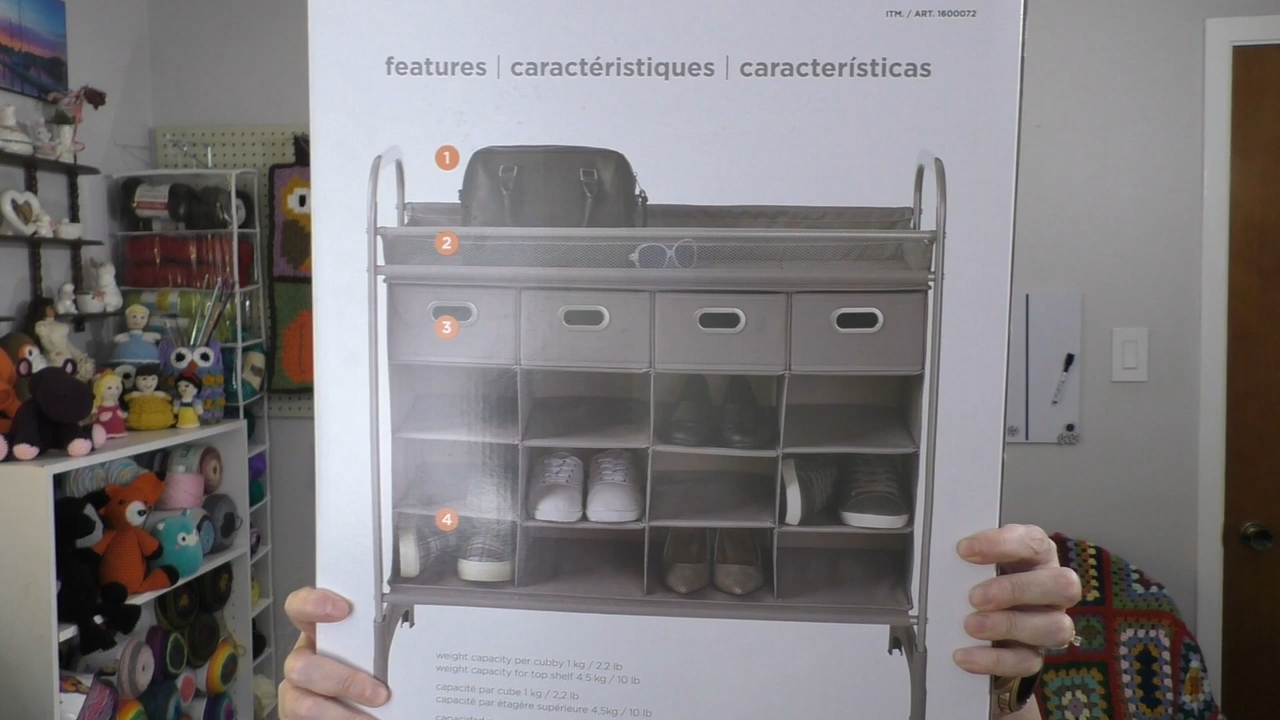 ITM. / ART. 1600072
features | caractéristiques | características
1
2
3
4
weight capacity per cubby 1 kg / 2.2 lb
weight capacity for top shelf 4.5 kg / 10 lb
capacité par cube 1 kg / 2,2 lb
capacité par étagère supérieure 4,5kg / 10 lb